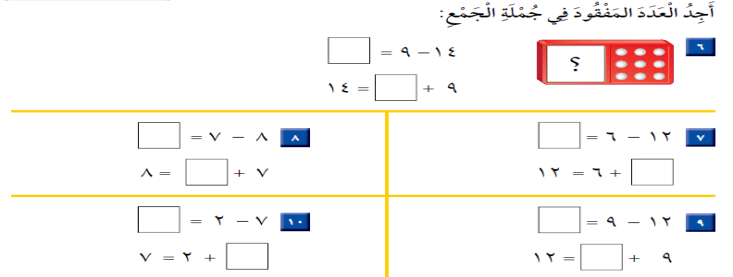 أَجِدُ الْعَدَدَ المَفْقُودَ فِي جُمْلَةِ الْجَمْعِ:
٦
؟
١٤ − ٩ =
٩ + = ١٤
٧
١٢ − ٦ =
+ ٦ = ١٢
٨
٨ − ٧ =
٧ + = ٨
٩
١٢ − ٩ =
٩ + = ١٢
١٠
٧ − ٢ =
+ ٢ = ٧